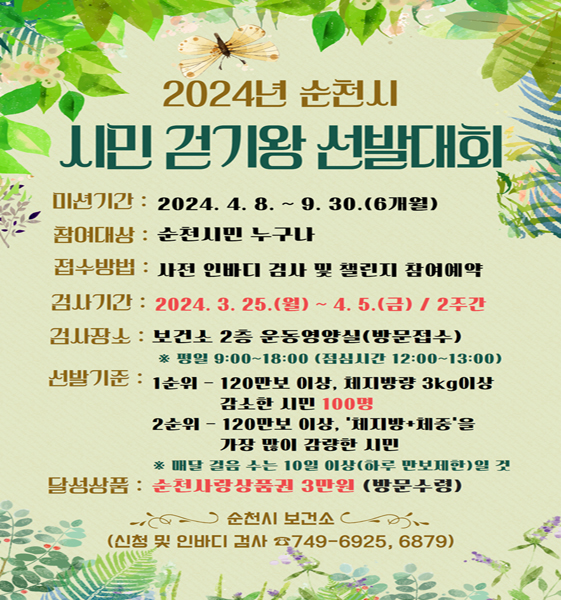 2024년 순천시
시민 걷기왕 선발대회
미션기간 : 2024. 4. 8. ~ 9. 30.(6개월)
참여대상 : 순천시민 누구나
접수방법 : 사전 인바디 검사 및 챌린지 참여예약
검사기간 : 2024. 3. 25.(월) ~ 4. 5.(금) / 2주간
검사장소 : 보건소 2층 운동영양실(방문접수)
※ 평일 9:00~18:00 (점심시간 12:00~13:00)
선발기준 : 1순위 - 120만보 이상, 체지방량 3kg이상
감소한 시민 100명
2순위 - 120만보 이상, '체지방+체중'을
가장 많이 감량한 시민
※ 매달 걸음 수는 10일 이상(하루 만보제한)일 것
달성상품 : 순천사랑상품권 3만원 (방문수령)
순천시 보건소
(신청 및 인바디 검사 ☎749-6925, 6879)